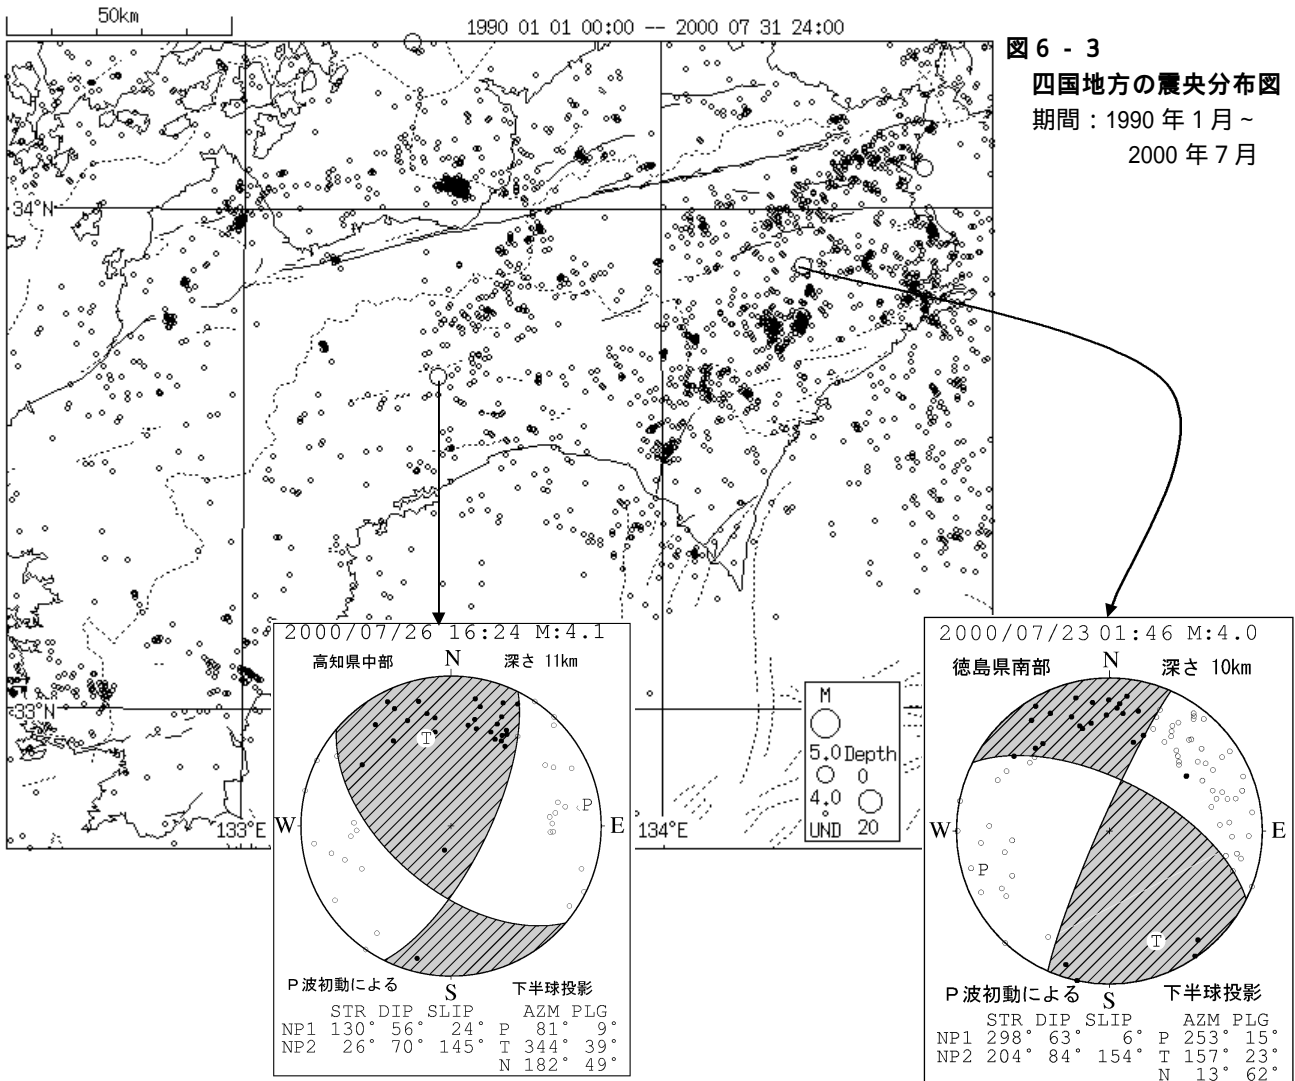 50km
1990 01 01 00:00 -- 2000 07 31 24:00
図6 - 3
四国地方の震央分布図
期間：1990 年 1 月 ~
2000 年 7 月
34°N
33°N
133°E
134°E
M
5.0 Depth
4.0 0
UND 20
2000/07/26 16:24 M:4.1
高知県中部 N 深さ 11km
T
P
W E
S
P波初動による 下半球投影
STR DIP SLIP AZM PLG
NP1 130° 56° 24° P 81° 9°
NP2 26° 70° 145° T 344° 39°
N 182° 49°
2000/07/23 01:46 M:4.0
徳島県南部 N 深さ 10km
W E
P
T
S
P波初動による 下半球投影
STR DIP SLIP AZM PLG
NP1 298° 63° 6° P 253° 15°
NP2 204° 84° 154° T 157° 23°
N 13° 62°